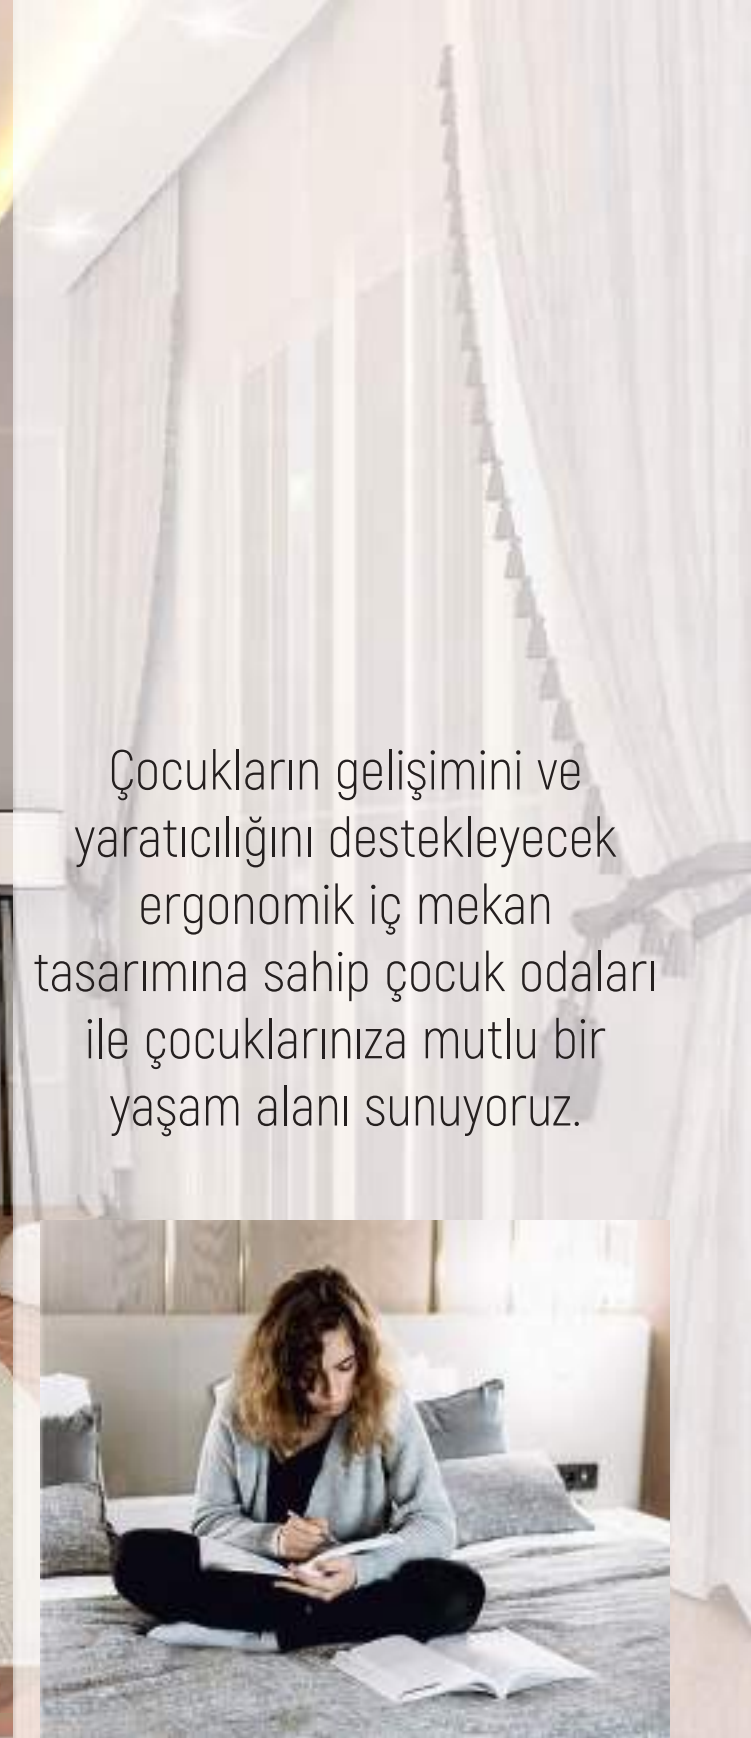 Çocukların gelişimini ve
yaratıcılığını destekleyecek
ergonomik iç mekan
tasarımına sahip çocuk odaları
ile çocuklarınıza mutlu bir
yaşam alanı sunuyoruz.